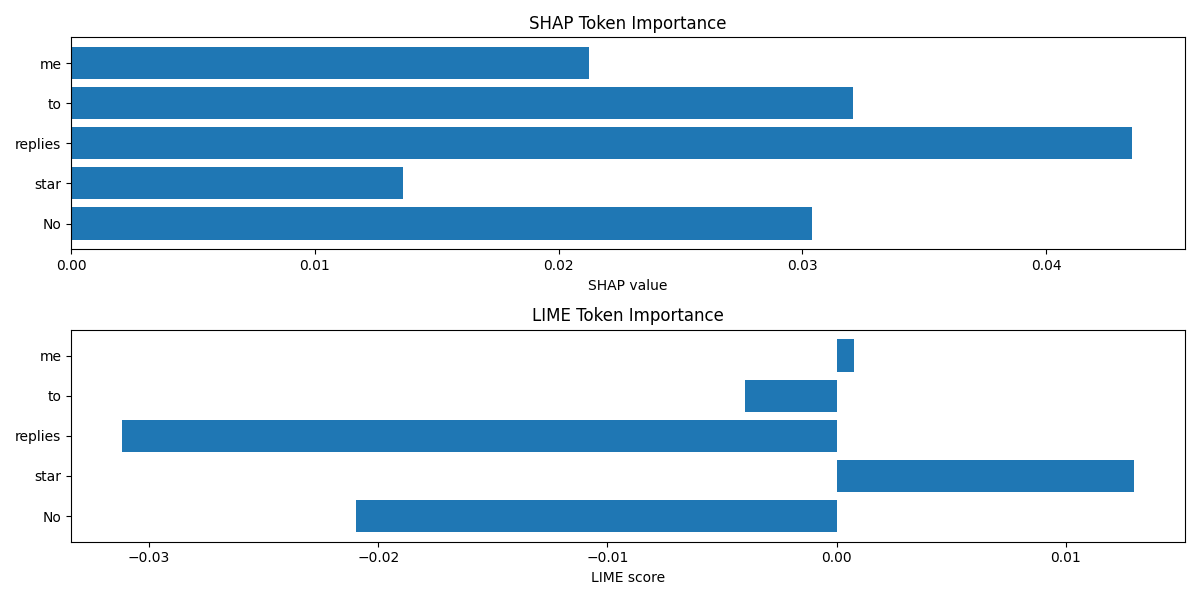 SHAP Token Importance
me
to
replies
star
No
0.00 0.01 0.02 0.03 0.04
SHAP value
LIME Token Importance
me
to
replies
star
No
−0.03 −0.02 −0.01 0.00 0.01
LIME score